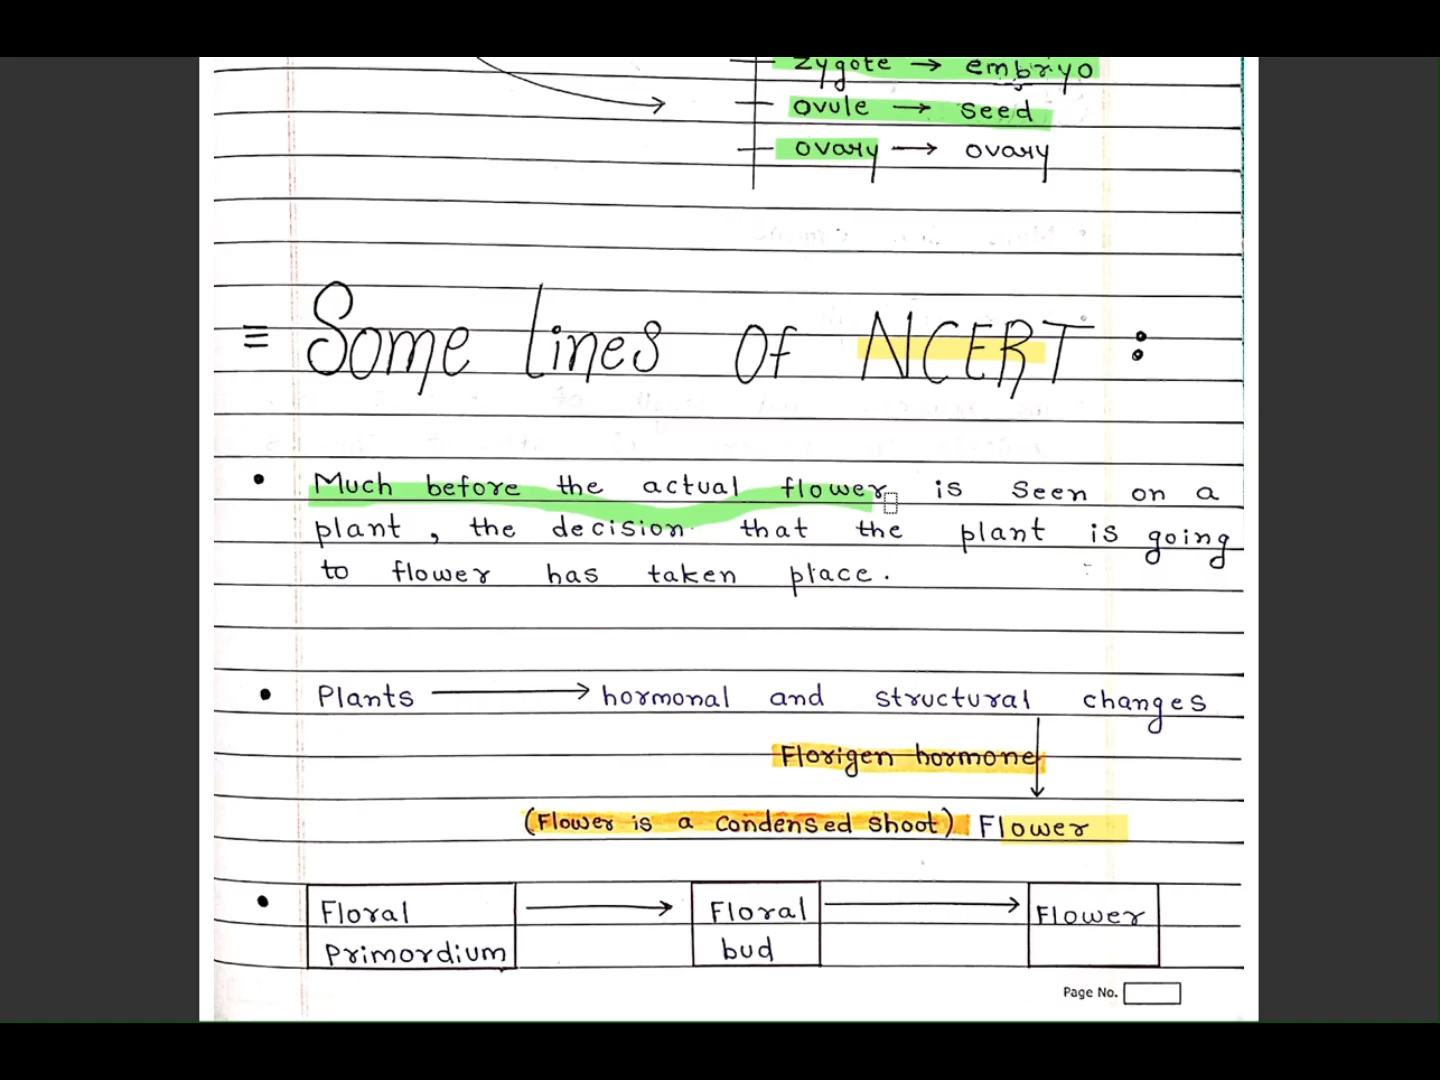 zygote → embryo
ovule → seed
ovary → ovary
= Some lines of NCERT :
• Much before the actual flower is seen on a
plant, the decision that the plant is going
to flower has taken place.
• Plants → hormonal and structural changes
Florigen hormone
(Flower is a condensed shoot) Flower
• Floral → Floral → Flower
Primordium bud
Page No.